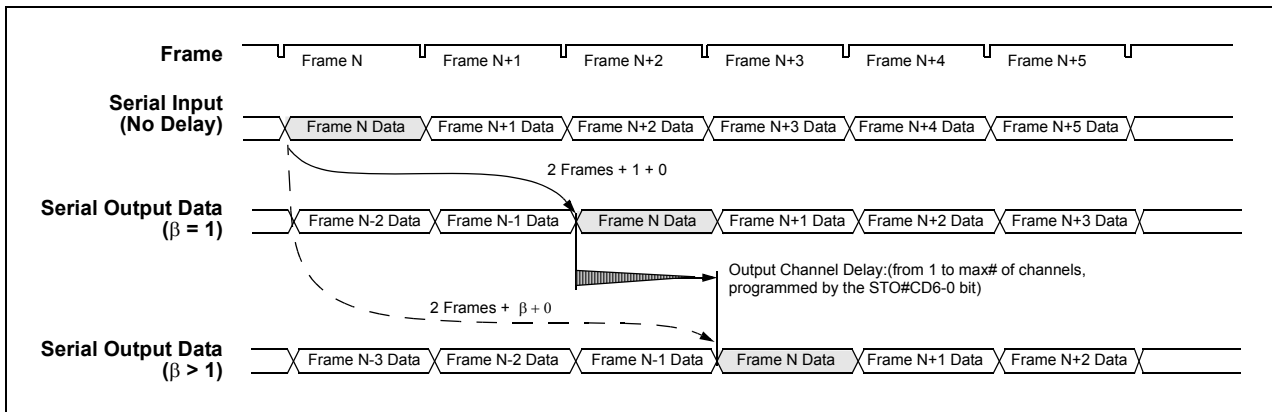 Frame
Frame N Frame N+1 Frame N+2 Frame N+3 Frame N+4 Frame N+5
Serial Input
(No Delay)
Frame N Data Frame N+1 Data Frame N+2 Data Frame N+3 Data Frame N+4 Data Frame N+5 Data
2 Frames + 1 + 0
Serial Output Data
(β = 1)
Frame N-2 Data Frame N-1 Data Frame N Data Frame N+1 Data Frame N+2 Data Frame N+3 Data
Output Channel Delay:(from 1 to max# of channels,
programmed by the STO#CD6-0 bit)
2 Frames + β + 0
Serial Output Data
(β > 1)
Frame N-3 Data Frame N-2 Data Frame N-1 Data Frame N Data Frame N+1 Data Frame N+2 Data